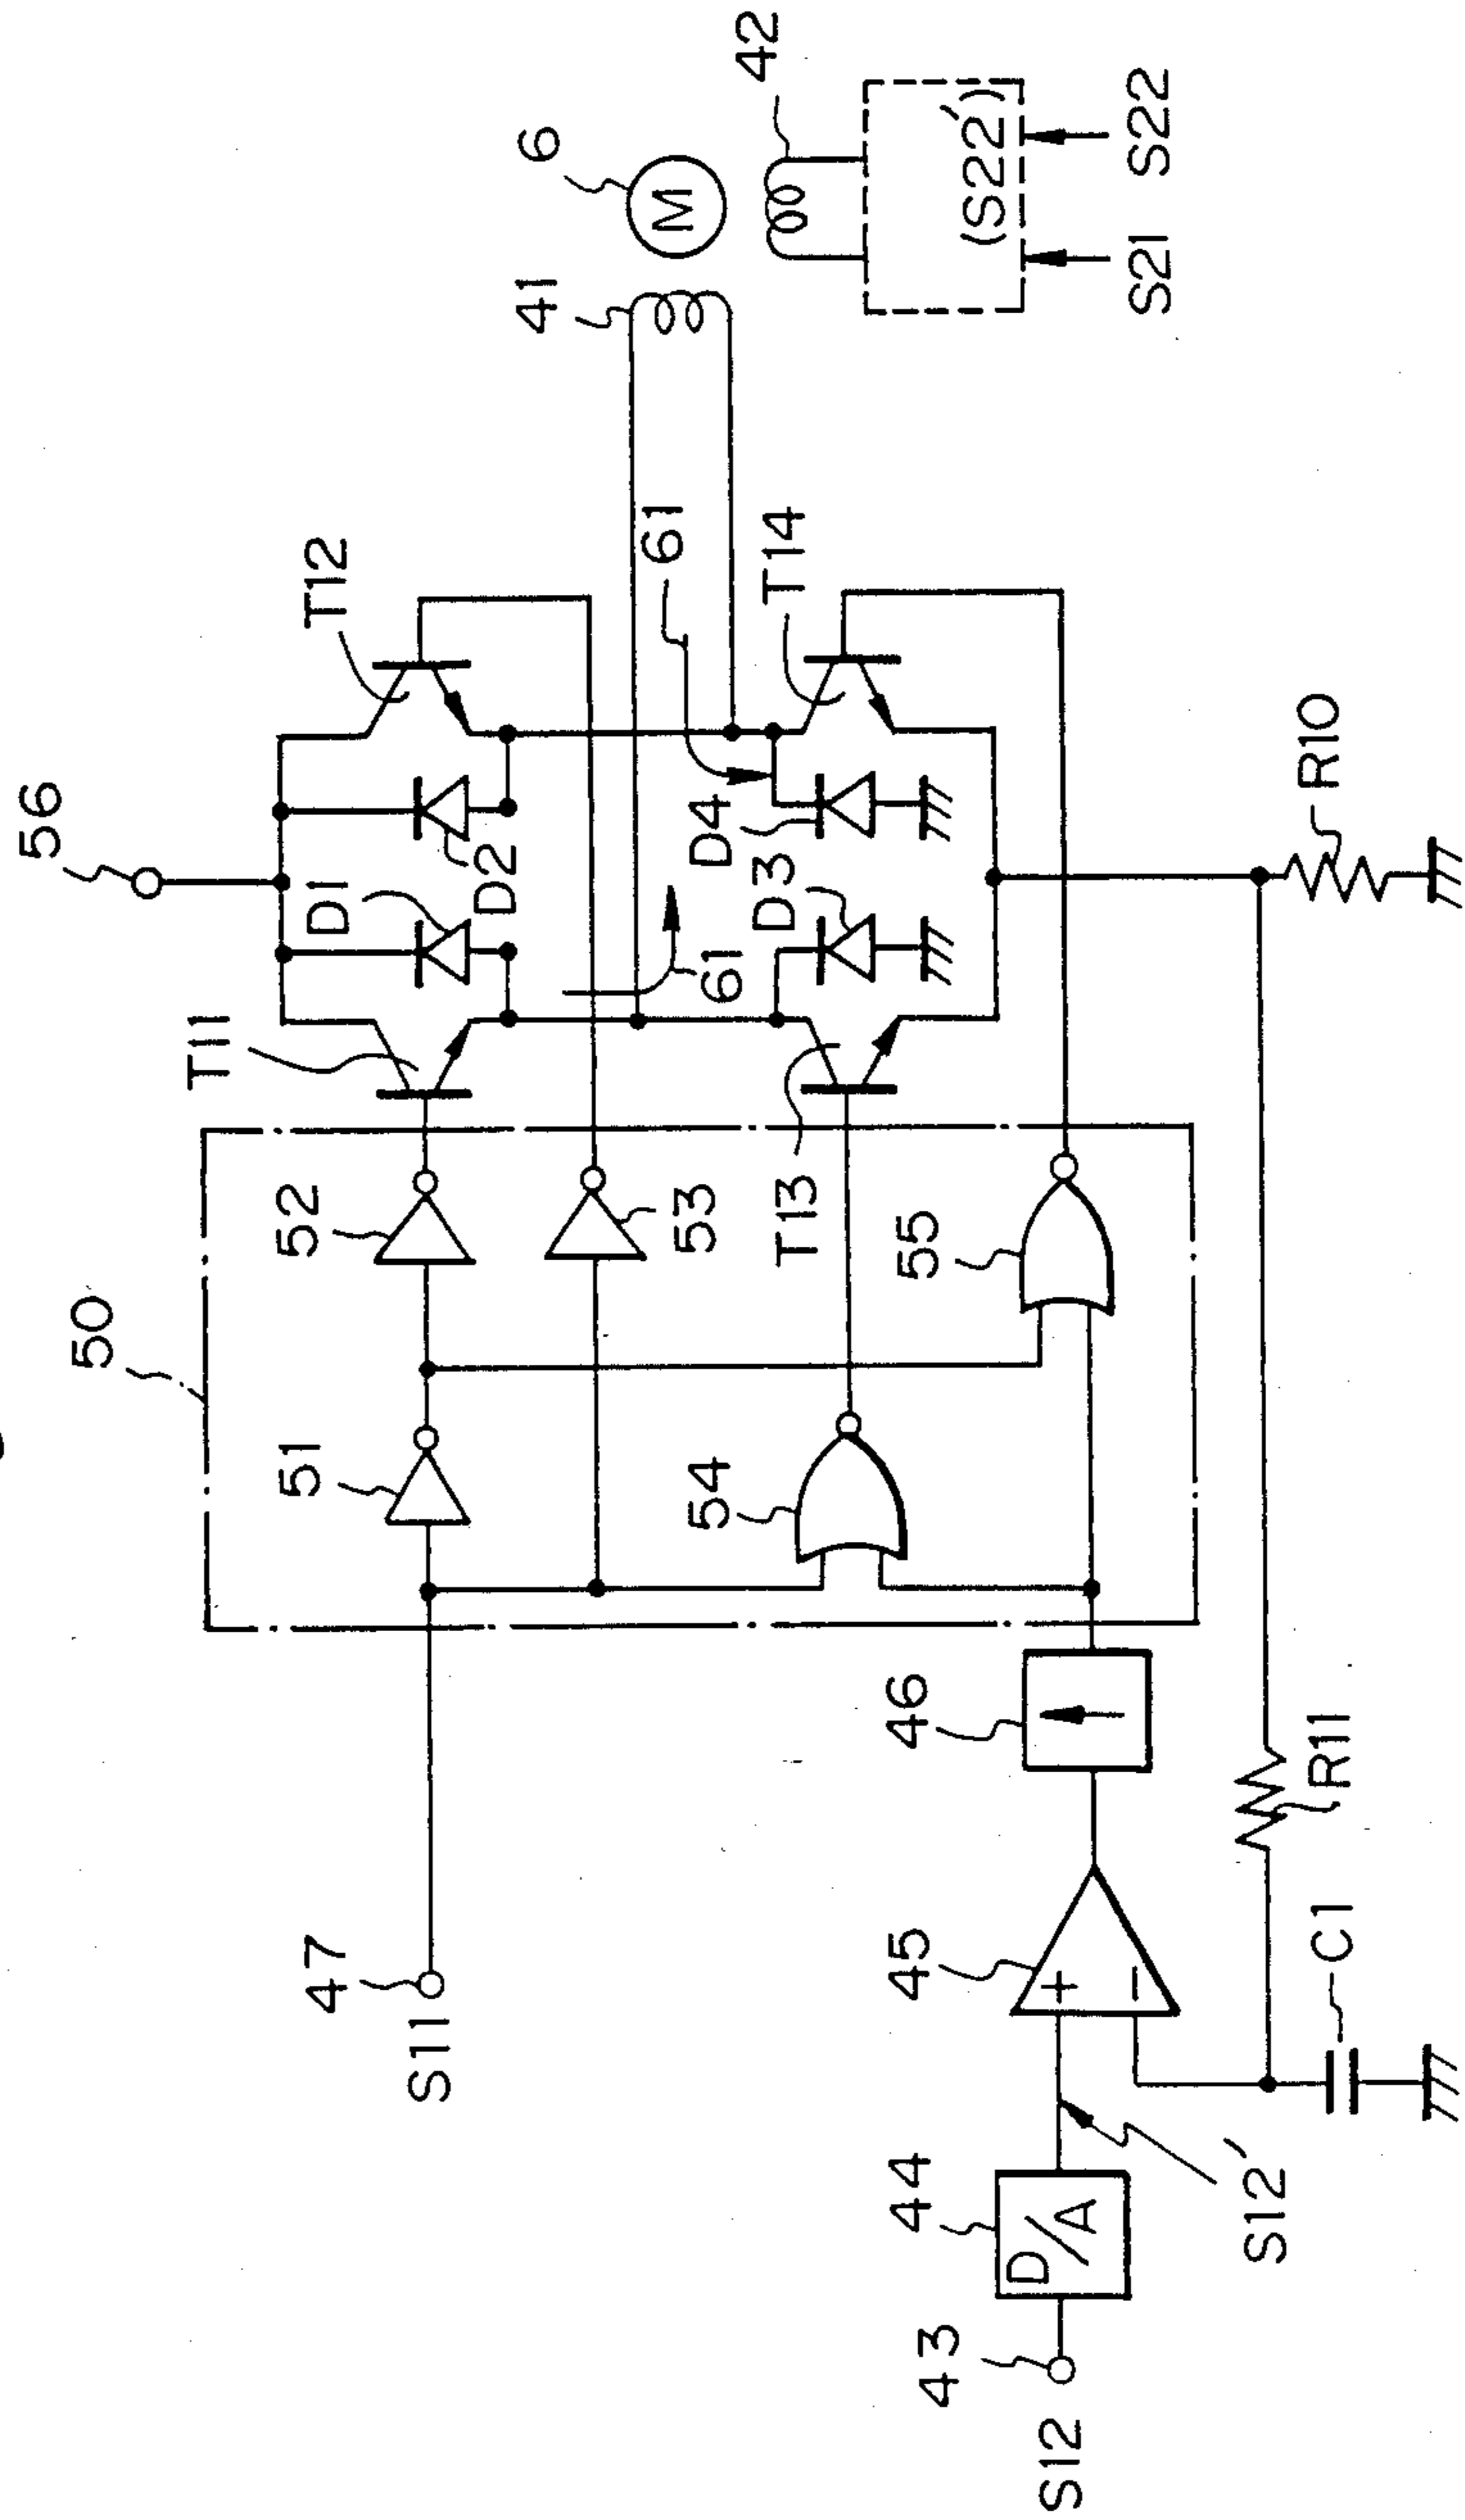 56
T12
6
42
T11
D1
D2
41
M
61
(S22')
S21
S22
50
52
53
D4
D3
61
T14
T13
51
54
55
R10
47
S11
46
45
+
−
R11
43
S12
44
D/A
S12'
C1